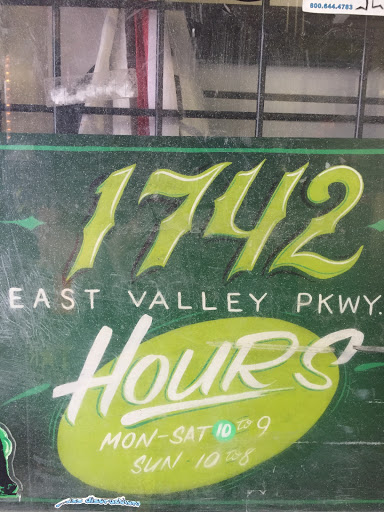 800.644.4783
1742
EAST VALLEY PKWY.
HOURS
MON-SAT 10 to 9
SUN - 10 to 8